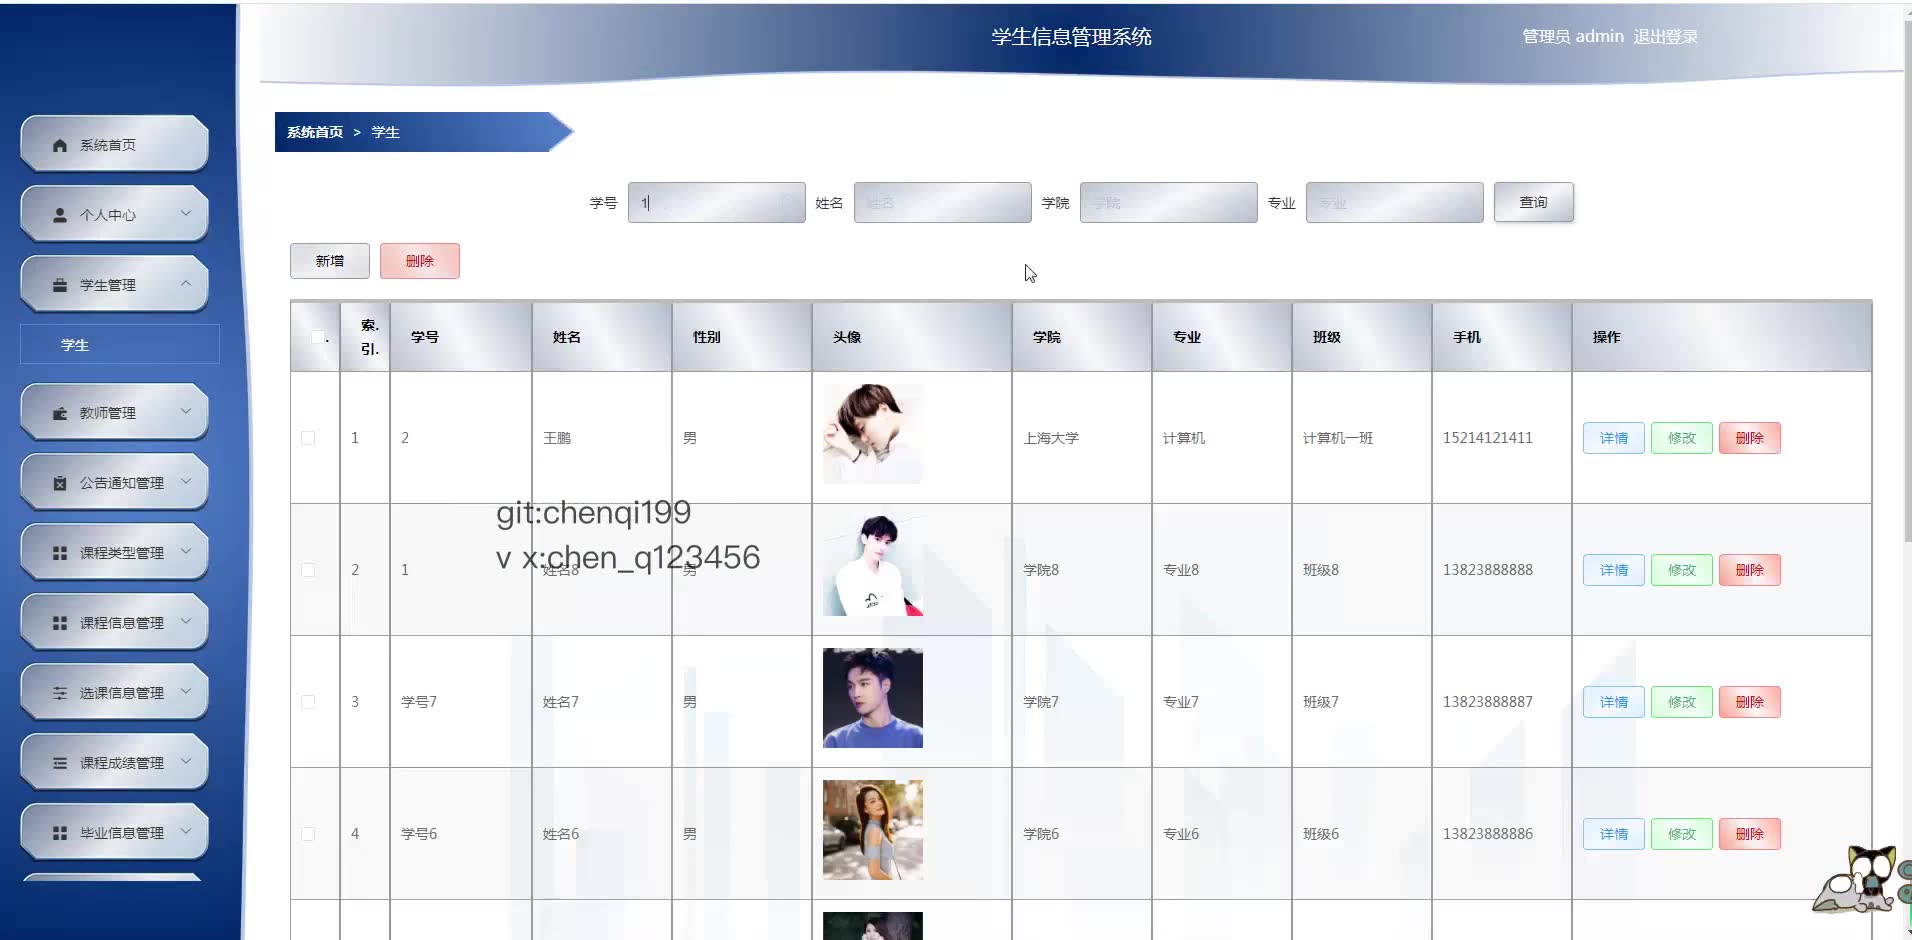 学生信息管理系统
管理员 admin 退出登录
系统首页
个人中心
学生管理
学生
教师管理
公告通知管理
课程类型管理
课程信息管理
选课信息管理
课程成绩管理
毕业信息管理
系统首页 > 学生
学号 1 姓名 姓名 学院 学院 专业 专业 查询
新增 删除
索. 引. 学号 姓名 性别 头像 学院 专业 班级 手机 操作
1 2 王鹏 男 上海大学 计算机 计算机一班 15214121411 详情 修改 删除
git:chenqi199
v x:chen_q123456
2 1 姓名8 男 学院8 专业8 班级8 13823888888 详情 修改 删除
3 学号7 姓名7 男 学院7 专业7 班级7 13823888887 详情 修改 删除
4 学号6 姓名6 男 学院6 专业6 班级6 13823888886 详情 修改 删除